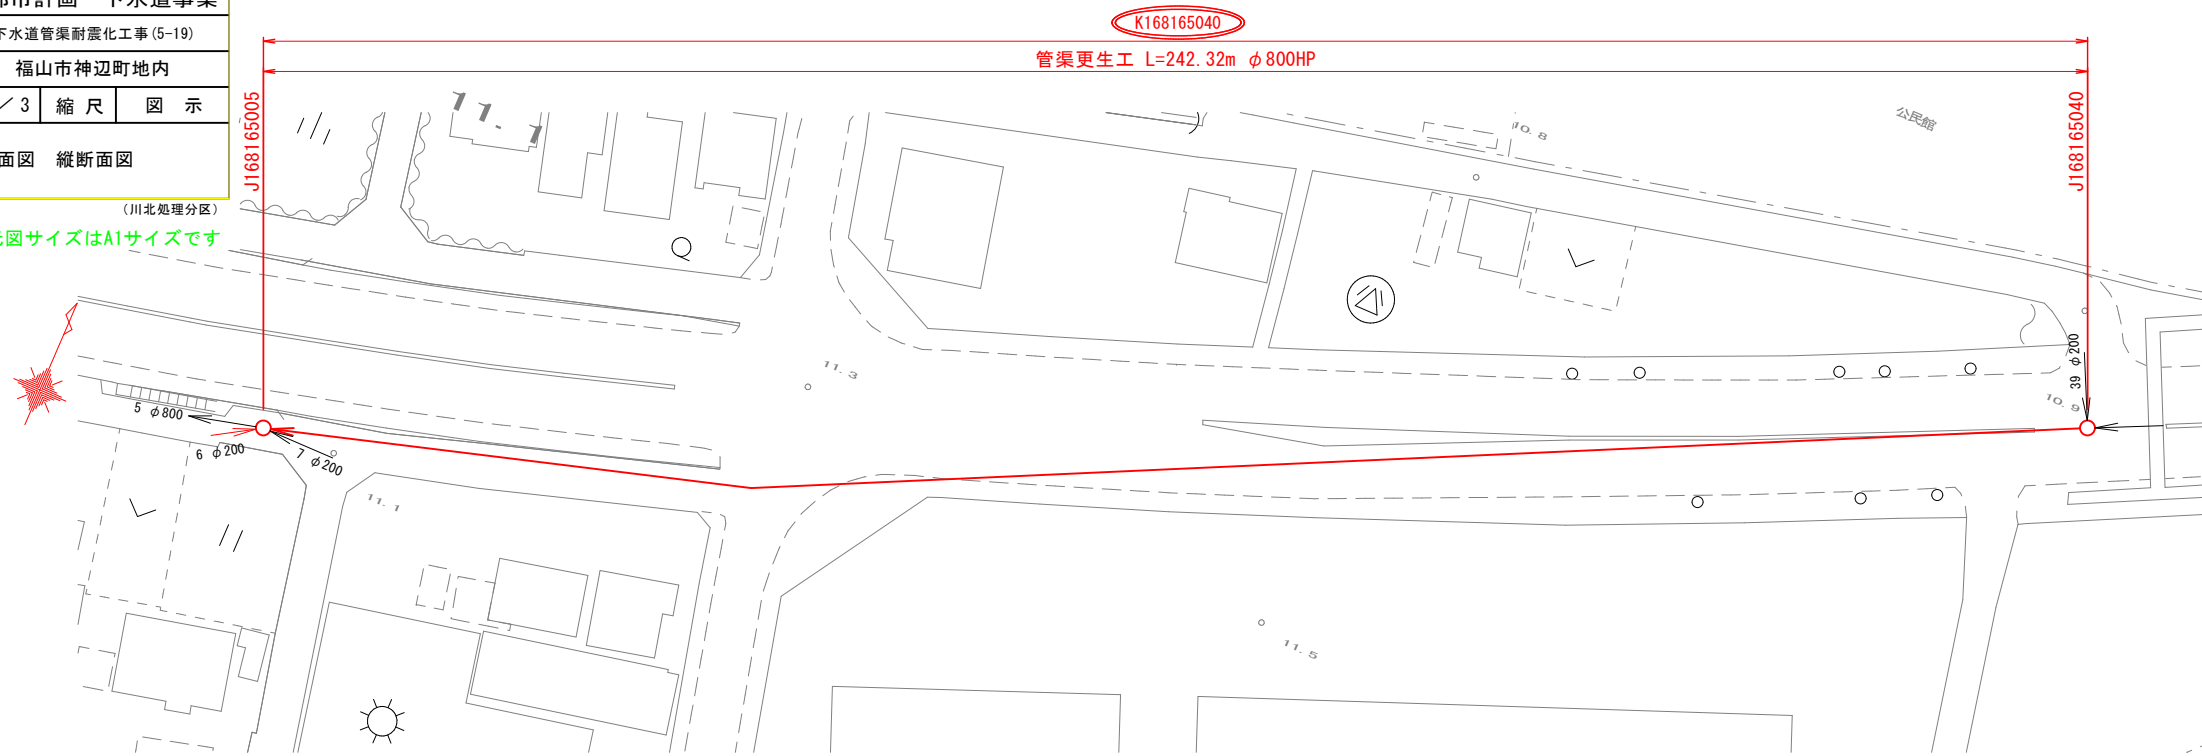 下水道管渠耐震化工事(5-19)
福山市神辺町地内
／3 縮 尺 図 示
面図 縦断面図
(川北処理分区)
図サイズはA1サイズです
K168165040
管渠更生工 L=242.32m φ800HP
J168165005
J168165040
11.1
10.8
公民館
11.3
39 φ200
10.9
5 φ800
6 φ200
7 φ200
11.1
11.5